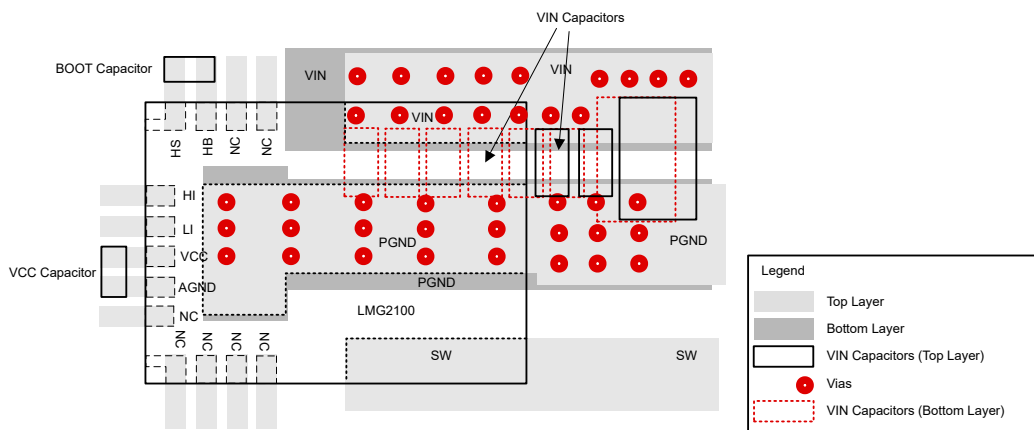 VIN Capacitors
BOOT Capacitor
VIN
VIN
VIN
HS
HB
NC
NC
HI
LI
VCC
AGND
NC
VCC Capacitor
PGND
PGND
PGND
LMG2100
NC
NC
NC
NC
SW
SW
Legend
Top Layer
Bottom Layer
VIN Capacitors (Top Layer)
Vias
VIN Capacitors (Bottom Layer)